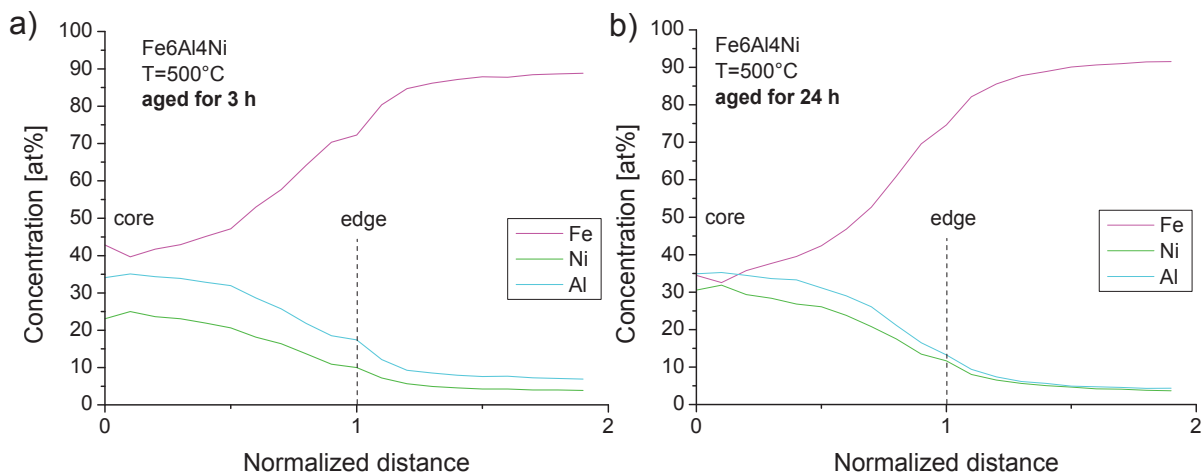 a)
Fe6Al4Ni
T=500°C
aged for 3 h
Concentration [at%]
100
90
80
70
60
50
40
30
20
10
0
core
edge
Fe
Ni
Al
0
1
2
Normalized distance
b)
Fe6Al4Ni
T=500°C
aged for 24 h
Concentration [at%]
100
90
80
70
60
50
40
30
20
10
0
core
edge
Fe
Ni
Al
0
1
2
Normalized distance